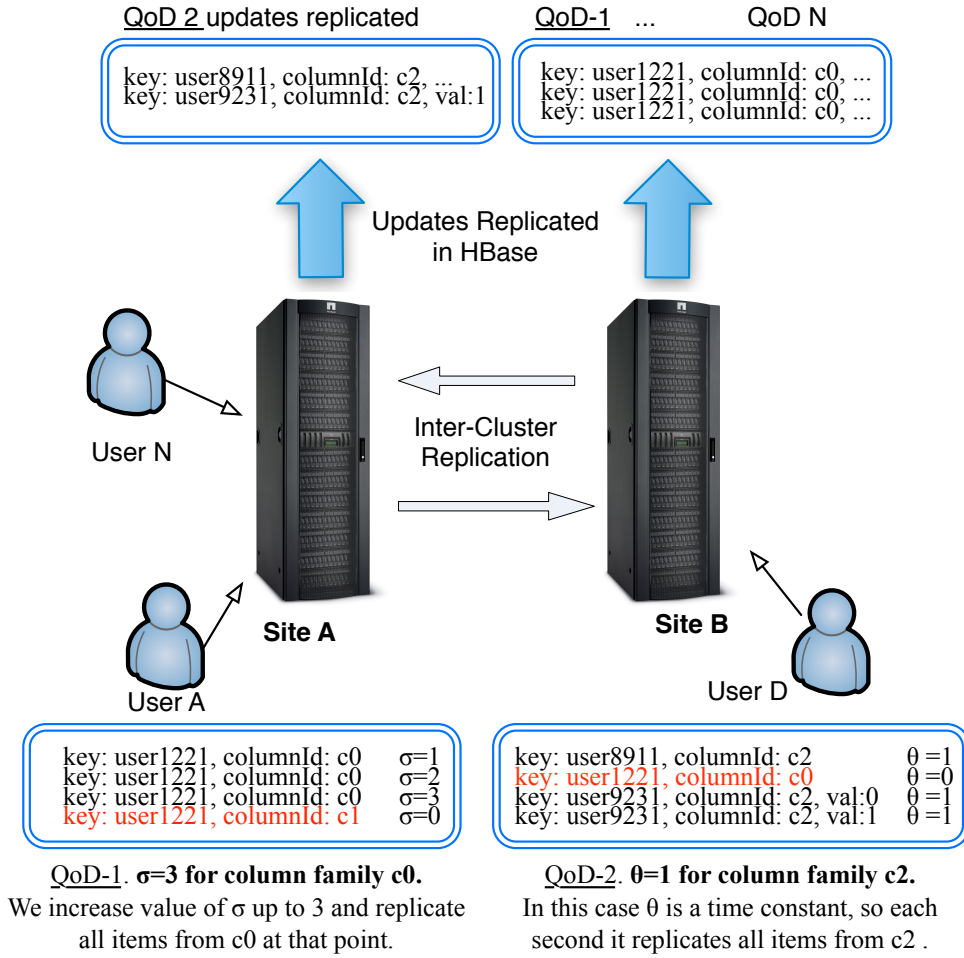 QoD 2 updates replicated
QoD-1 ... QoD N
key: user8911, columnId: c2, ...
key: user9231, columnId: c2, val:1
key: user1221, columnId: c0, ...
key: user1221, columnId: c0, ...
key: user1221, columnId: c0, ...
Updates Replicated
in HBase
User N
Inter-Cluster
Replication
Site A
Site B
User A
User D
key: user1221, columnId: c0 σ=1
key: user1221, columnId: c0 σ=2
key: user1221, columnId: c0 σ=3
key: user1221, columnId: c1 σ=0
QoD-1. σ=3 for column family c0.
We increase value of σ up to 3 and replicate
all items from c0 at that point.
key: user8911, columnId: c2 θ =1
key: user1221, columnId: c0 θ =0
key: user9231, columnId: c2, val:0 θ =1
key: user9231, columnId: c2, val:1 θ =1
QoD-2. θ=1 for column family c2.
In this case θ is a time constant, so each
second it replicates all items from c2 .